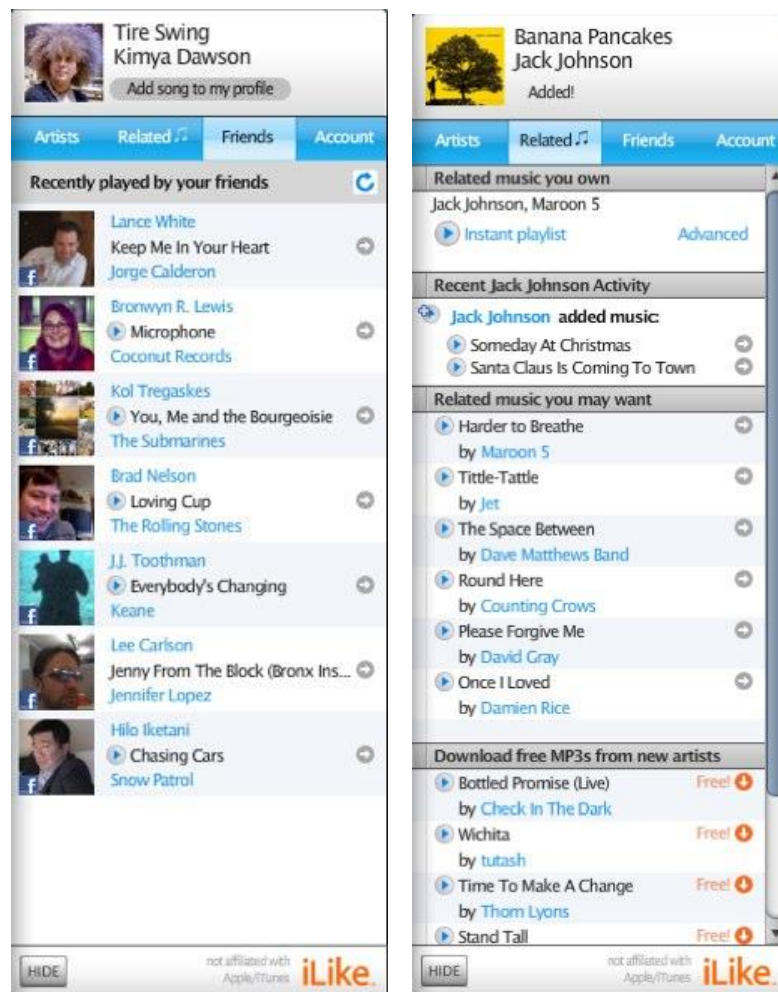 Tire Swing
Kimya Dawson
Add song to my profile
Artists Related Friends Account
Recently played by your friends
Lance White
Keep Me In Your Heart
Jorge Calderon
Bronwyn R. Lewis
Microphone
Coconut Records
Kol Tregaskes
You, Me and the Bourgeoisie
The Submarines
Brad Nelson
Loving Cup
The Rolling Stones
J.J. Toothman
Everybody's Changing
Keane
Lee Carlson
Jenny From The Block (Bronx Ins...
Jennifer Lopez
Hilo Iketani
Chasing Cars
Snow Patrol
HIDE
not affiliated with
Apple/iTunes
iLike.
Banana Pancakes
Jack Johnson
Added!
Artists Related Friends Account
Related music you own
Jack Johnson, Maroon 5
Instant playlist Advanced
Recent Jack Johnson Activity
Jack Johnson added music:
Someday At Christmas
Santa Claus Is Coming To Town
Related music you may want
Harder to Breathe
by Maroon 5
Tittle-Tattle
by Jet
The Space Between
by Dave Matthews Band
Round Here
by Counting Crows
Please Forgive Me
by David Gray
Once I Loved
by Damien Rice
Download free MP3s from new artists
Bottled Promise (Live) Free!
by Check In The Dark
Wichita Free!
by tutash
Time To Make A Change Free!
by Thom Lyons
Stand Tall Free!
HIDE
not affiliated with
Apple/iTunes
iLike.